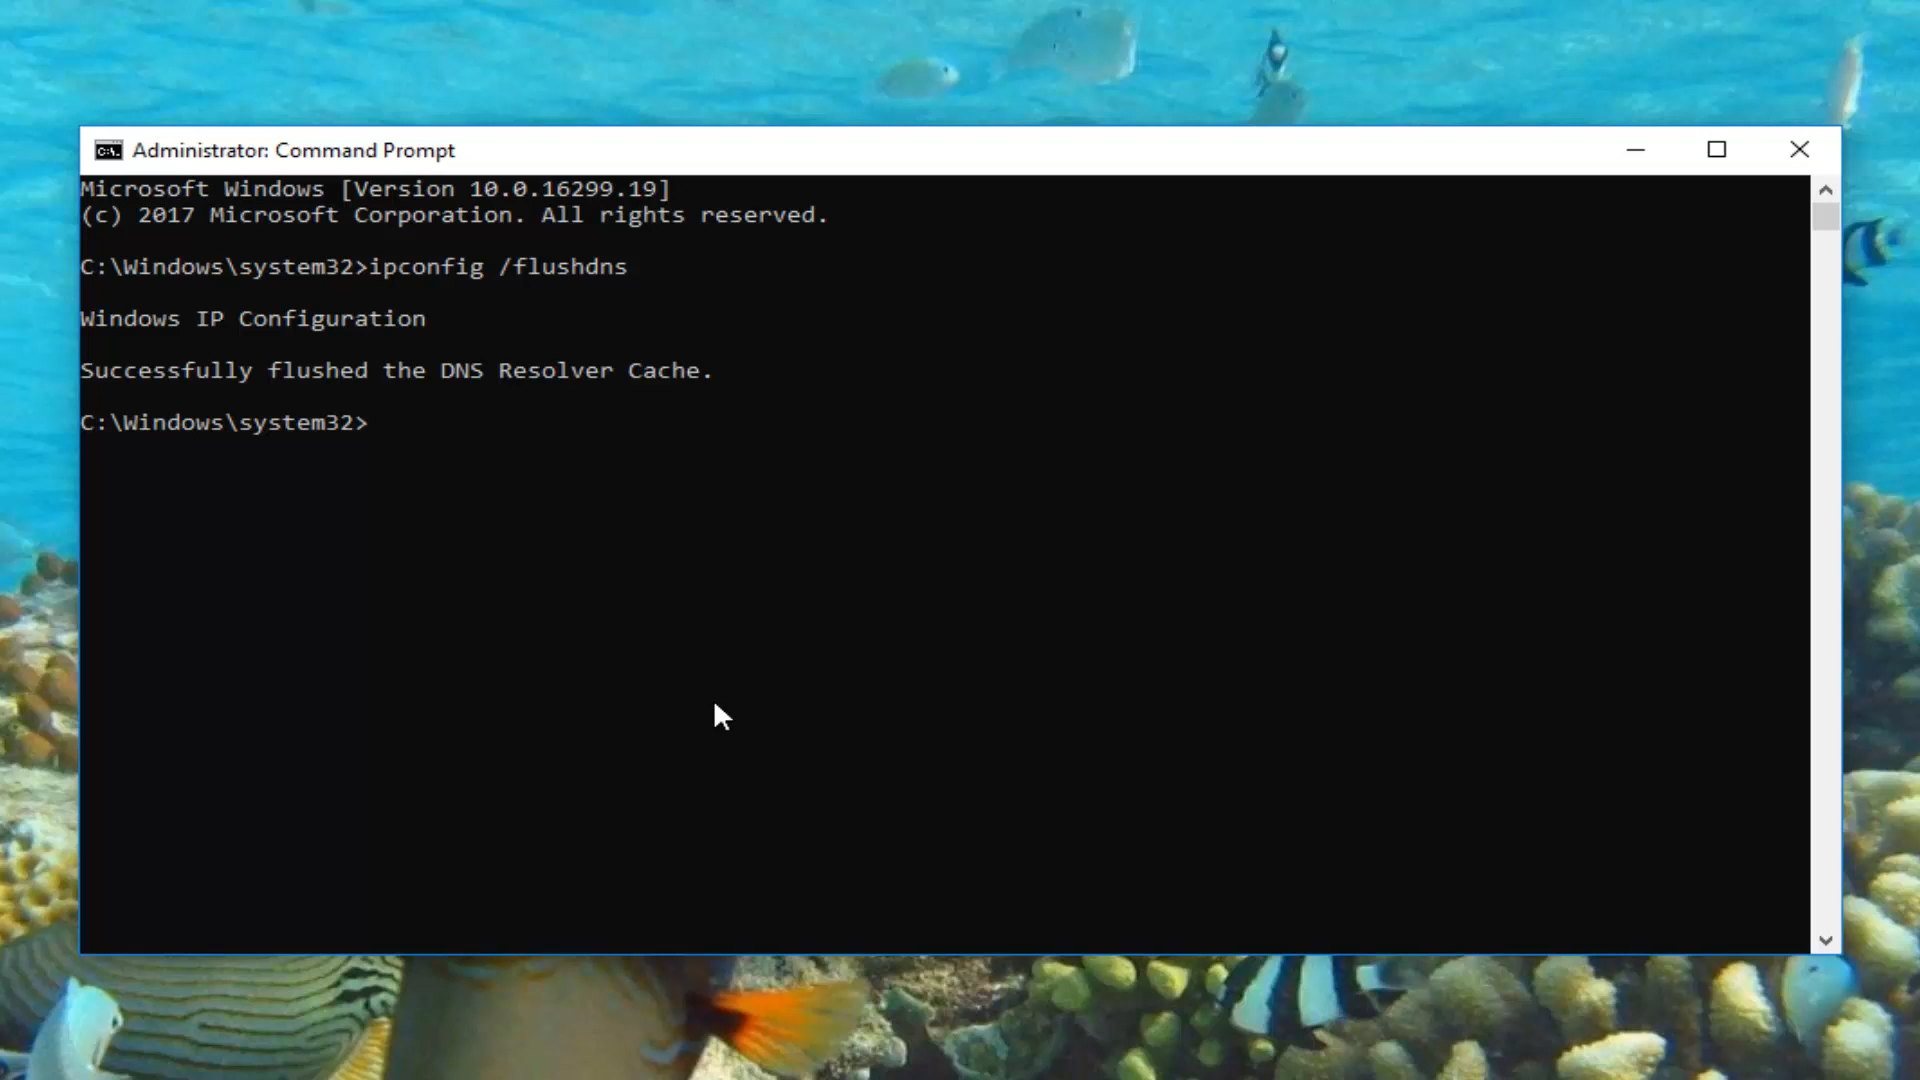 Administrator: Command Prompt
Microsoft Windows [Version 10.0.16299.19]
(c) 2017 Microsoft Corporation. All rights reserved.
C:\Windows\system32>ipconfig /flushdns
Windows IP Configuration
Successfully flushed the DNS Resolver Cache.
C:\Windows\system32>